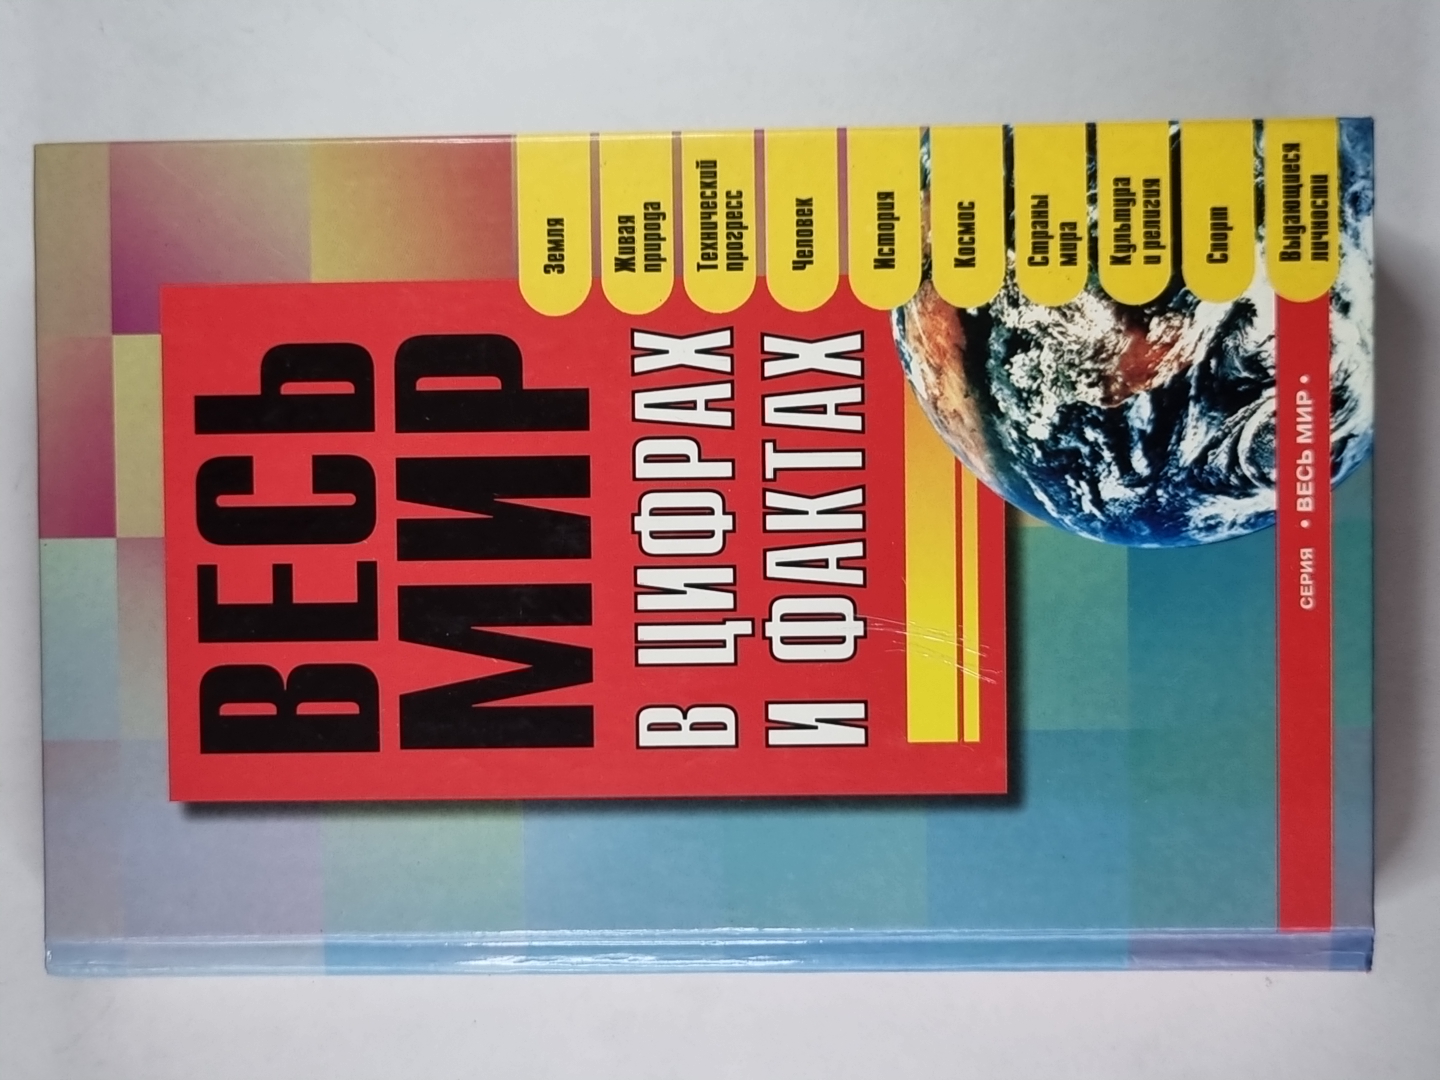 ВЕСЬ
МИР
В ЦИФРАХ
И ФАКТАХ
Земля
Живая
природа
Технический
прогресс
Человек
История
Космос
Страны
мира
Культура
и религия
Спорт
Выдающиеся
личности
СЕРИЯ • ВЕСЬ МИР •